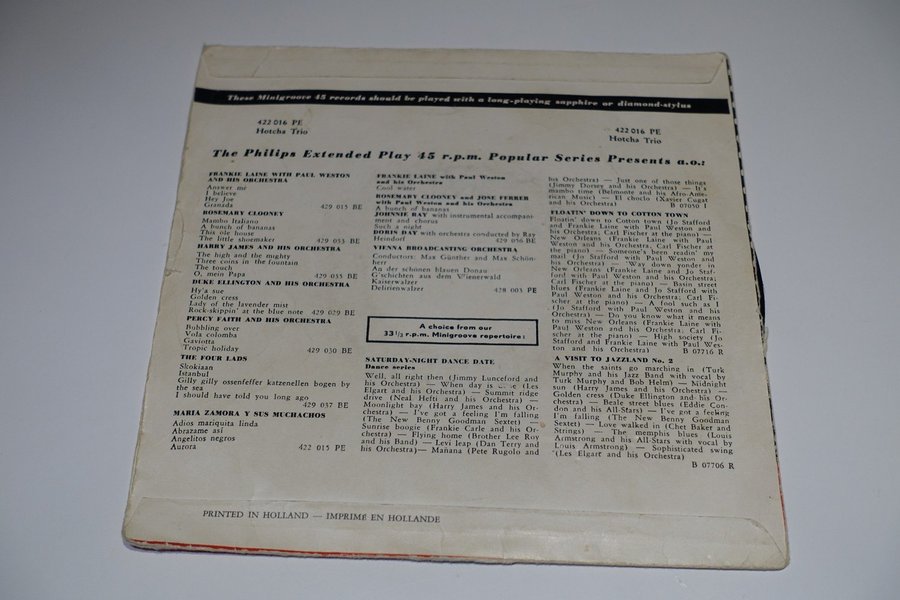 These Minigroove 45 records should be played with a long-playing sapphire or diamond-stylus
422 016 PE
Hotcha Trio
422 016 PE
Hotcha Trio
The Philips Extended Play 45 r.p.m. Popular Series Presents a.o.:
FRANKIE LAINE WITH PAUL WESTON
AND HIS ORCHESTRA
Answer me
I believe
Hey Joe
Granada 429 015 BE
ROSEMARY CLOONEY
Mambo Italiano
A bunch of bananas
This ole house
The little shoemaker 429 033 BE
HARRY JAMES AND HIS ORCHESTRA
The high and the mighty
Three coins in the fountain
The touch
O, mein Papa 429 035 BE
DUKE ELLINGTON AND HIS ORCHESTRA
Hy'a sue
Golden cress
Lady of the lavender mist
Rock-skippin' at the blue note 429 029 BE
PERCY FAITH AND HIS ORCHESTRA
Bubbling over
Vola colomba
Gaviotta
Tropic holiday 429 030 BE
THE FOUR LADS
Skokiaan
Istanbul
Gilly gilly ossenfeffer katzenellen bogen by
the sea
I should have told you long ago
429 037 BE
MARIA ZAMORA Y SUS MUCHACHOS
Adios mariquita linda
Abrazame asi
Angelitos negros
Aurora 422 015 PE
FRANKIE LAINE with Paul Weston
and his Orchestra
Cool water
ROSEMARY CLOONEY and JOSE FERRER
with Paul Weston and his Orchestra
A bunch of bananas
JOHNNIE RAY with instrumental accompani-
ment and chorus
Such a night
DORIS DAY with orchestra conducted by Ray
Heindorf 429 036 BE
VIENNA BROADCASTING ORCHESTRA
Conductors: Max Günther and Max Schön-
herr
An der schönen blauen Donau
G'schichten aus dem Wienerwald
Kaiserwalzer
Delirienwalzer 428 003 PE
A choice from our
33 1/3 r.p.m. Minigroove repertoire:
SATURDAY-NIGHT DANCE DATE
Dance series
Well, all right then (Jimmy Lunceford and
his Orchestra) — When day is (Les
Elgart and his Orchestra) — Summit ridge
drive (Neal Hefti and his Orchestra) —
Moonlight bay (Harry James and his Or-
chestra) — I've got a feeling I'm falling
(The New Benny Goodman Sextet) —
Sunrise boogie (Frankie Carle and his Or-
chestra) — Flying home (Brother Lee Roy
and his Band) — Levi leap (Dan Terry and
his Orchestra)— Mañana (Pete Rugolo and
his Orchestra) — Just one of those things
(Jimmy Dorsey and his Orchestra) — It's
mambo time (Belmonte and his Afro-Ame-
rican Music) — El choclo (Xavier Cugat
and his Orchestra) B 07050 I
FLOATIN' DOWN TO COTTON TOWN
Floatin' down to Cotton town (Jo Stafford
and Frankie Laine with Paul Weston and
his Orchestra; Carl Fischer at the piano) —
New Orleans (Frankie Laine with Paul
Weston and his Orchestra, Carl Fischer at
the piano) — Someone's been readin' my
mail (Jo Stafford with Paul Weston and
his Orchestra) — 'Way down yonder in
New Orleans (Frankie Laine and Jo Staf-
ford with Paul Weston and his Orchestra;
Carl Fischer at the piano) — Basin street
blues (Frankie Laine and Jo Stafford with
Paul Weston and his Orchestra; Carl Fi-
scher at the piano) — A fool such as I
(Jo Stafford with Paul Weston and his
Orchestra) — Do you know what it means
to miss New Orleans (Frankie Laine with
Paul Weston and his Orchestra; Carl Fi-
scher at the piano) — High society (Jo
Stafford and Frankie Laine with Paul Wes-
ton and his Orchestra) B 07716 R
A VISIT TO JAZZLAND No. 2
When the saints go marching in (Turk
Murphy and his Jazz Band with vocal by
Turk Murphy and Bob Helm) — Midnight
sun (Harry James and his Orchestra) —
Golden cress (Duke Ellington and his Or-
chestra) — Beale street blues (Eddie Con-
don and his All-Stars) — I've got a feeling
I'm falling (The New Benny Goodman
Sextet) — Love walked in (Chet Baker and
Strings) — The memphis blues (Louis
Armstrong and his All-Stars with vocal by
Louis Armstrong) — Sophisticated swing
(Les Elgart and his Orchestra)
B 07706 R
PRINTED IN HOLLAND — IMPRIMÉ EN HOLLANDE